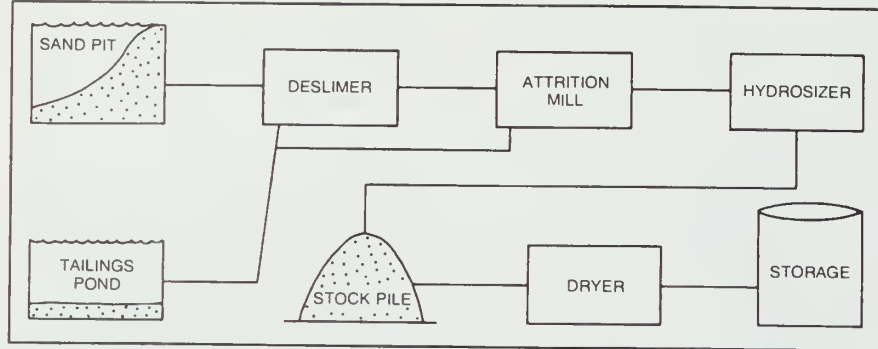 SAND PIT
DESLIMER
ATTRITION
MILL
HYDROSIZER
TAILINGS
POND
STOCK PILE
DRYER
STORAGE